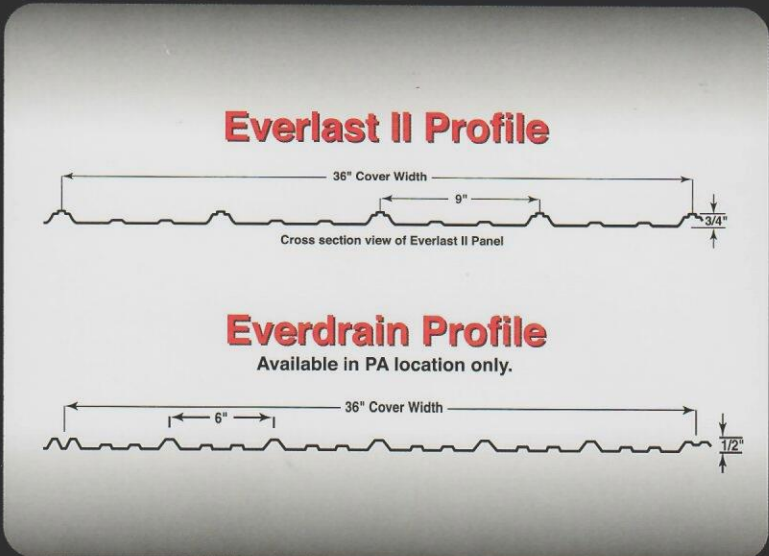 Everlast II Profile
36" Cover Width
9"
3/4"
Cross section view of Everlast II Panel
Everdrain Profile
Available in PA location only.
36" Cover Width
6"
1/2"